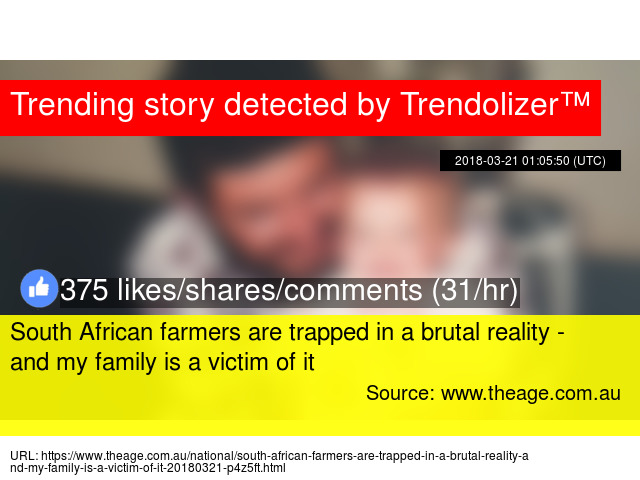 Trending story detected by Trendolizer™
2018-03-21 01:05:50 (UTC)
375 likes/shares/comments (31/hr)
South African farmers are trapped in a brutal reality -
and my family is a victim of it
Source: www.theage.com.au
URL: https://www.theage.com.au/national/south-african-farmers-are-trapped-in-a-brutal-reality-a
nd-my-family-is-a-victim-of-it-20180321-p4z5ft.html